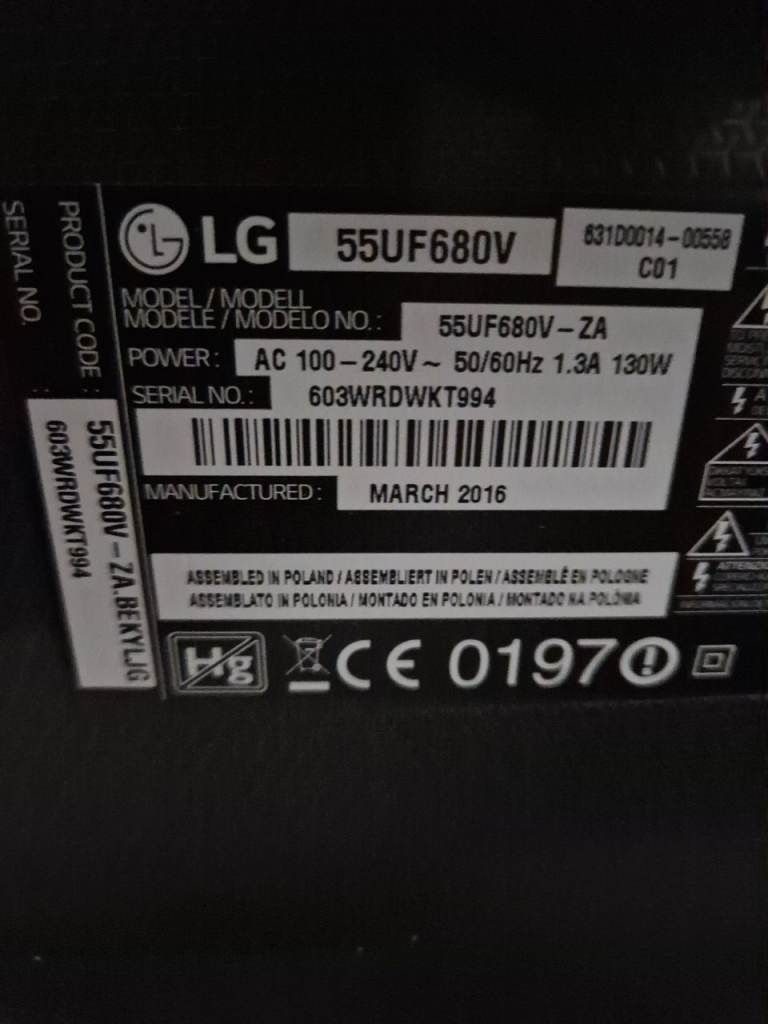 LG 55UF680V 631D0014-00558
C01
MODEL / MODELL
MODÈLE / MODELO NO. : 55UF680V-ZA
POWER : AC 100-240V~ 50/60Hz 1.3A 130W
SERIAL NO. : 603WRDWKT994
MANUFACTURED : MARCH 2016
ASSEMBLED IN POLAND / ASSEMBLIERT IN POLEN / ASSEMBLÉ EN POLOGNE
ASSEMBLATO IN POLONIA / MONTADO EN POLONIA / MONTADO NA POLÓNIA
Hg CE 0197
PRODUCT CODE :
SERIAL NO. :
55UF680V-ZA.BEKYLJG
603WRDWKT994